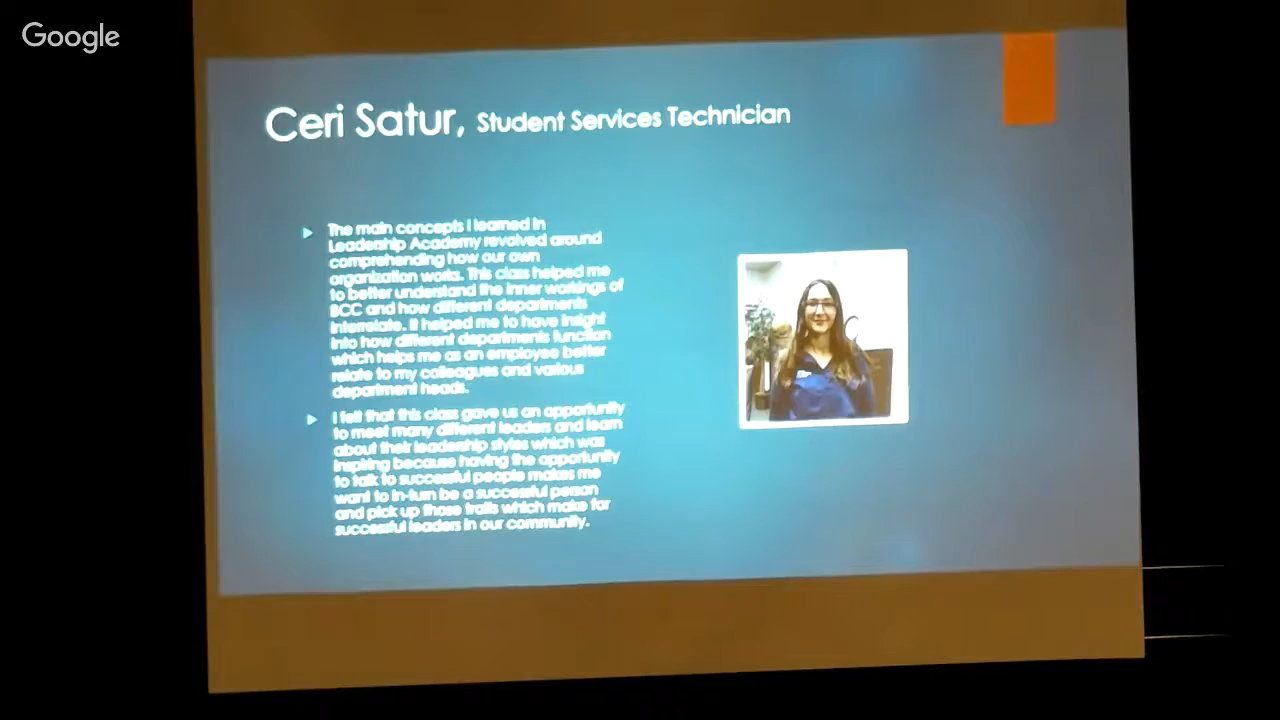 Google
Ceri Satur, Student Services Technician
The main concepts I learned in
Leadership Academy revolved around
comprehending how our own
organization works. This class helped me
to better understand the inner workings of
BCC and how different departments
interrelate. It helped me to have insight
into how different departments function
which helps me as an employee better
relate to my colleagues and various
department heads.
I felt that this class gave us an opportunity
to meet many different leaders and learn
about their leadership styles which was
inspiring because having the opportunity
to talk to successful people makes me
want to in-turn be a successful person
and pick up those traits which make for
successful leaders in our community.